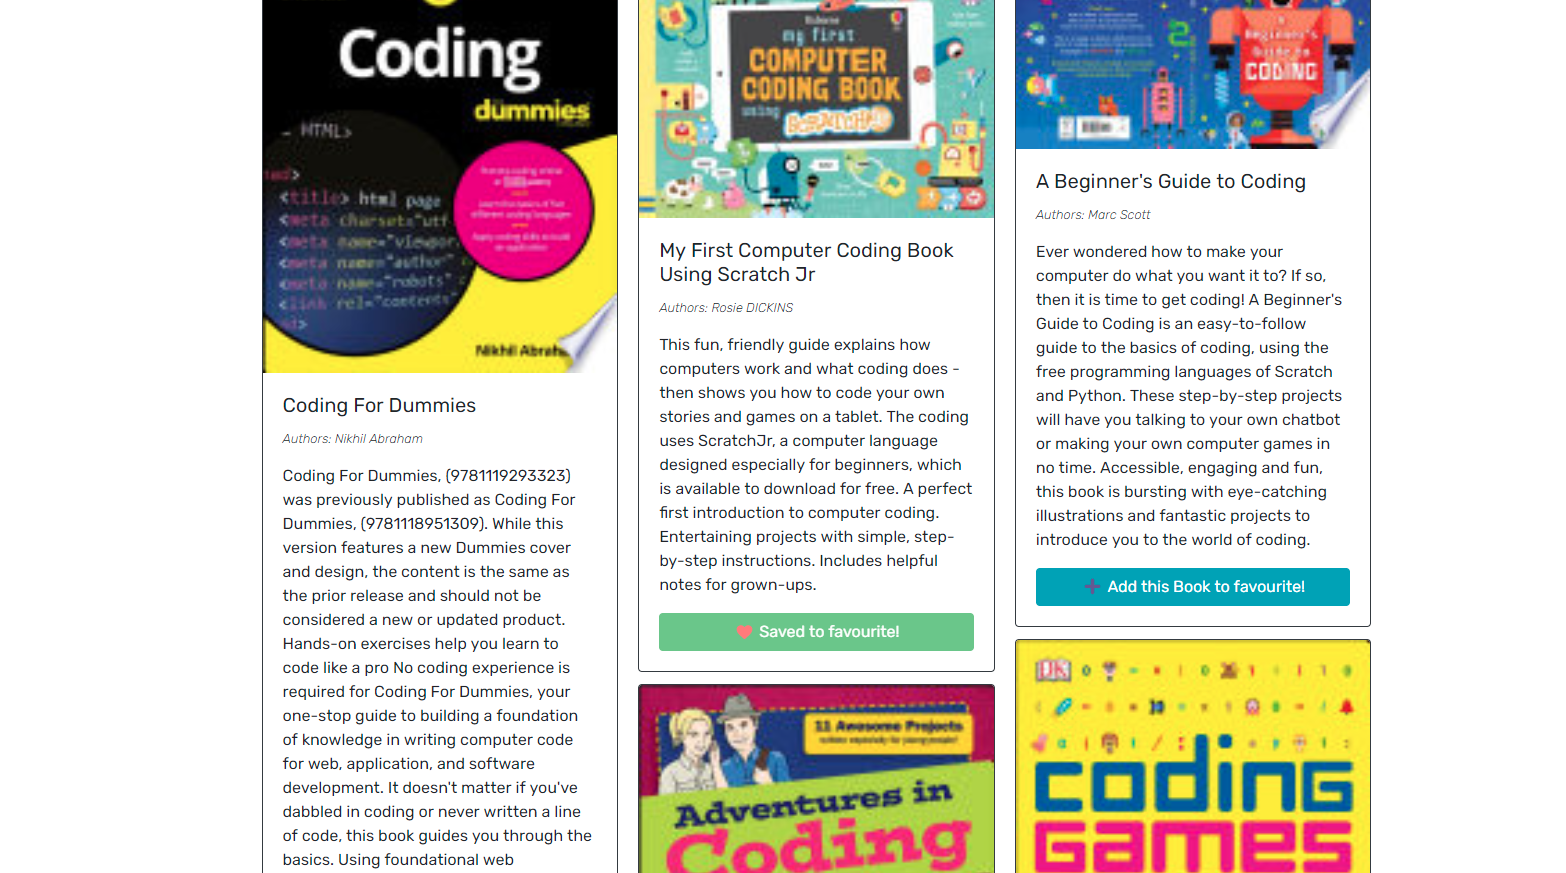 Coding
dummies
_ HTML>
<title> html page
<meta charset="utf
<meta name="viewpor
<meta name="author"
<meta name="robots"
<link rel="contents"
Nikhil Abrah
Coding For Dummies
Authors: Nikhil Abraham
Coding For Dummies, (9781119293323)
was previously published as Coding For
Dummies, (9781118951309). While this
version features a new Dummies cover
and design, the content is the same as
the prior release and should not be
considered a new or updated product.
Hands-on exercises help you learn to
code like a pro No coding experience is
required for Coding For Dummies, your
one-stop guide to building a foundation
of knowledge in writing computer code
for web, application, and software
development. It doesn't matter if you've
dabbled in coding or never written a line
of code, this book guides you through the
basics. Using foundational web
Usborne
my first
COMPUTER
CODING BOOK
using
SCRATCHJR
My First Computer Coding Book
Using Scratch Jr
Authors: Rosie DICKINS
This fun, friendly guide explains how
computers work and what coding does -
then shows you how to code your own
stories and games on a tablet. The coding
uses ScratchJr, a computer language
designed especially for beginners, which
is available to download for free. A perfect
first introduction to computer coding.
Entertaining projects with simple, step-
by-step instructions. Includes helpful
notes for grown-ups.
Saved to favourite!
11 Awesome Projects
Adventures in
Coding
A
Beginner's
Guide to
CODING
A Beginner's Guide to Coding
Authors: Marc Scott
Ever wondered how to make your
computer do what you want it to? If so,
then it is time to get coding! A Beginner's
Guide to Coding is an easy-to-follow
guide to the basics of coding, using the
free programming languages of Scratch
and Python. These step-by-step projects
will have you talking to your own chatbot
or making your own computer games in
no time. Accessible, engaging and fun,
this book is bursting with eye-catching
illustrations and fantastic projects to
introduce you to the world of coding.
Add this Book to favourite!
DK
coding
Games